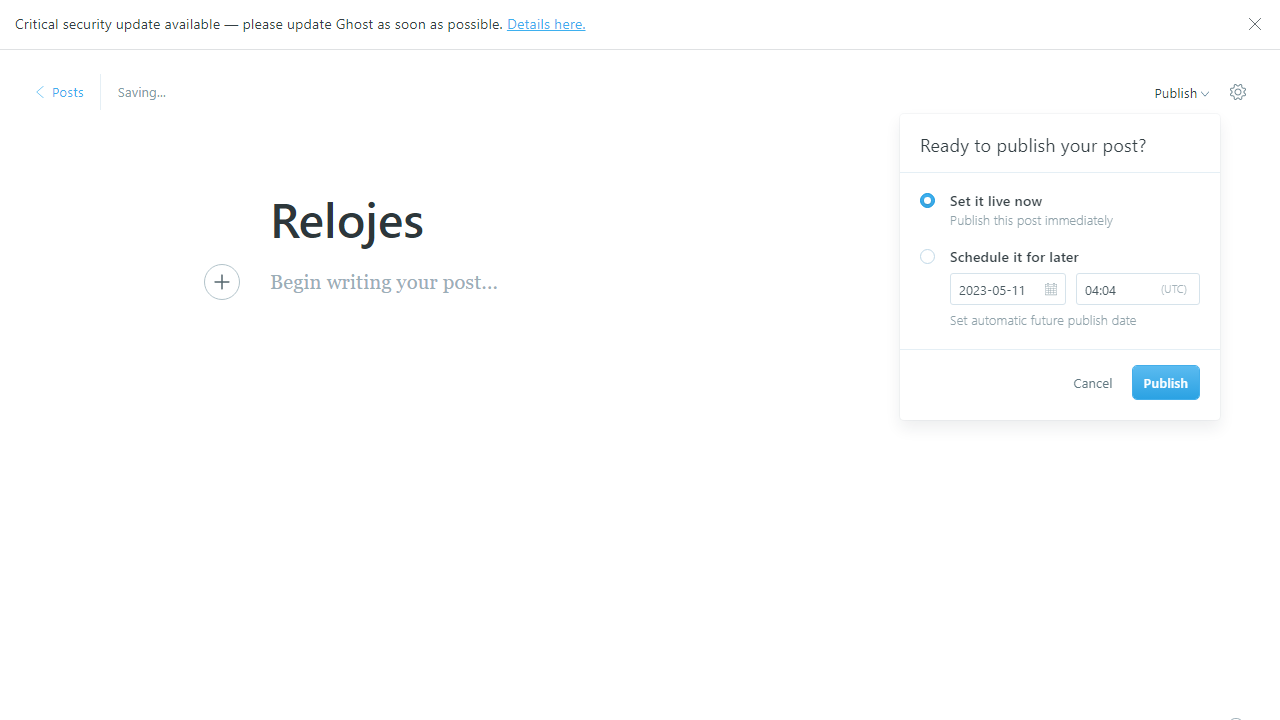 Critical security update available — please update Ghost as soon as possible. Details here.
Posts
Saving...
Publish
Ready to publish your post?
Set it live now
Publish this post immediately
Schedule it for later
2023-05-11
04:04
(UTC)
Set automatic future publish date
Cancel
Publish
Relojes
Begin writing your post...